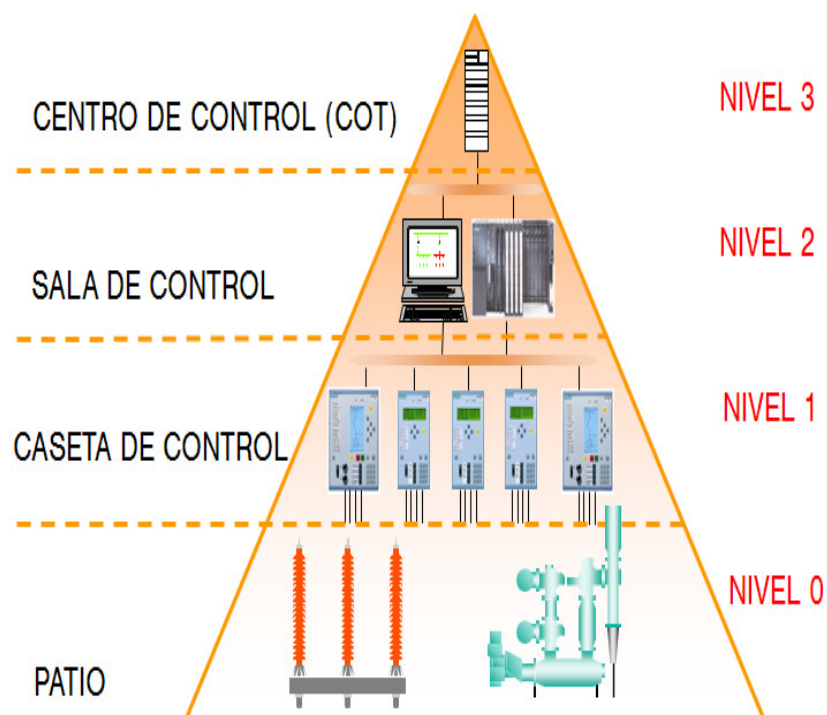 CENTRO DE CONTROL (COT)
NIVEL 3
SALA DE CONTROL
NIVEL 2
CASETA DE CONTROL
NIVEL 1
PATIO
NIVEL 0